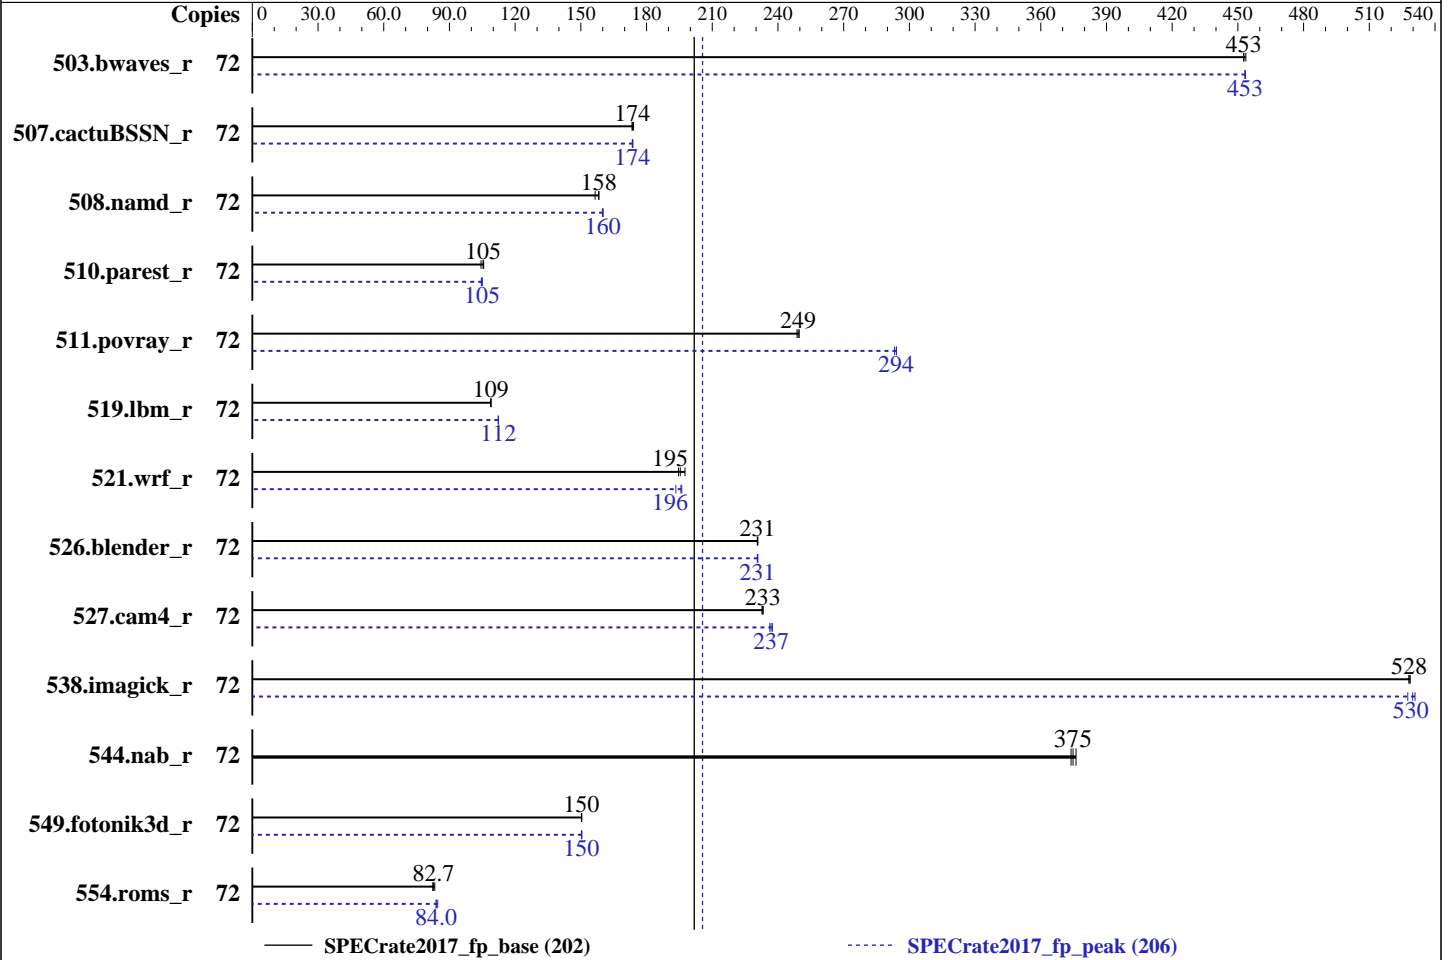 Copies 0 30.0 60.0 90.0 120 150 180 210 240 270 300 330 360 390 420 450 480 510 540
453
503.bwaves_r 72
453
174
507.cactuBSSN_r 72
174
158
508.namd_r 72
160
105
510.parest_r 72
105
249
511.povray_r 72
294
109
519.lbm_r 72
112
195
521.wrf_r 72
196
231
526.blender_r 72
231
233
527.cam4_r 72
237
528
538.imagick_r 72
530
375
544.nab_r 72
150
549.fotonik3d_r 72
150
82.7
554.roms_r 72
84.0
SPECrate2017_fp_base (202) SPECrate2017_fp_peak (206)